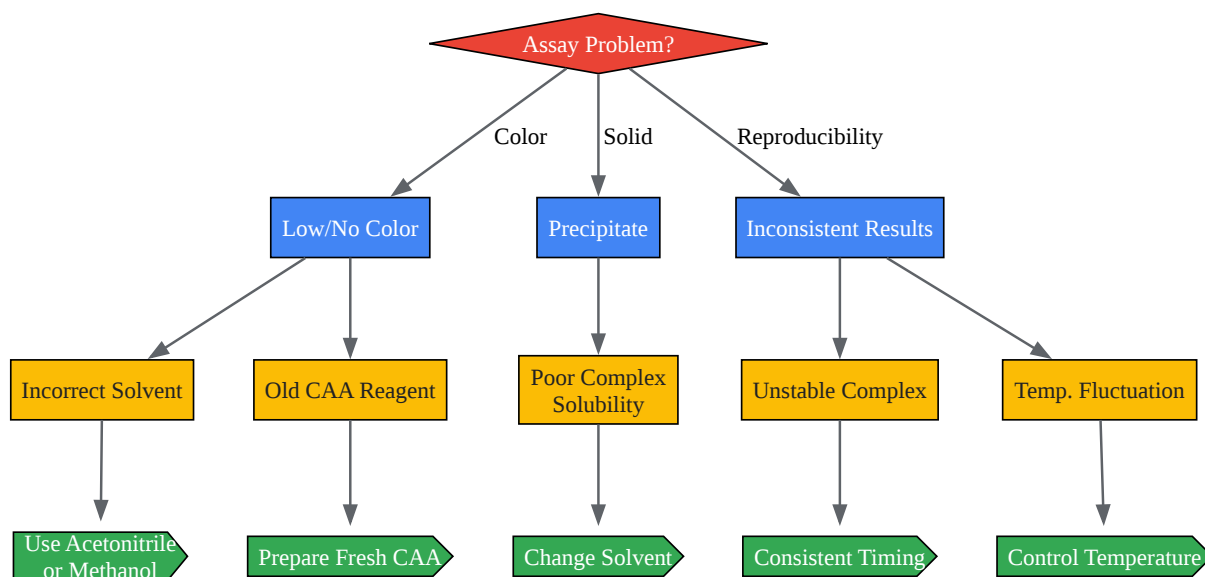 Assay Problem?
Color
Solid
Reproducibility
Low/No Color
Precipitate
Inconsistent Results
Incorrect Solvent
Old CAA Reagent
Poor Complex
Solubility
Unstable Complex
Temp. Fluctuation
Use Acetonitrile
or Methanol
Prepare Fresh CAA
Change Solvent
Consistent Timing
Control Temperature